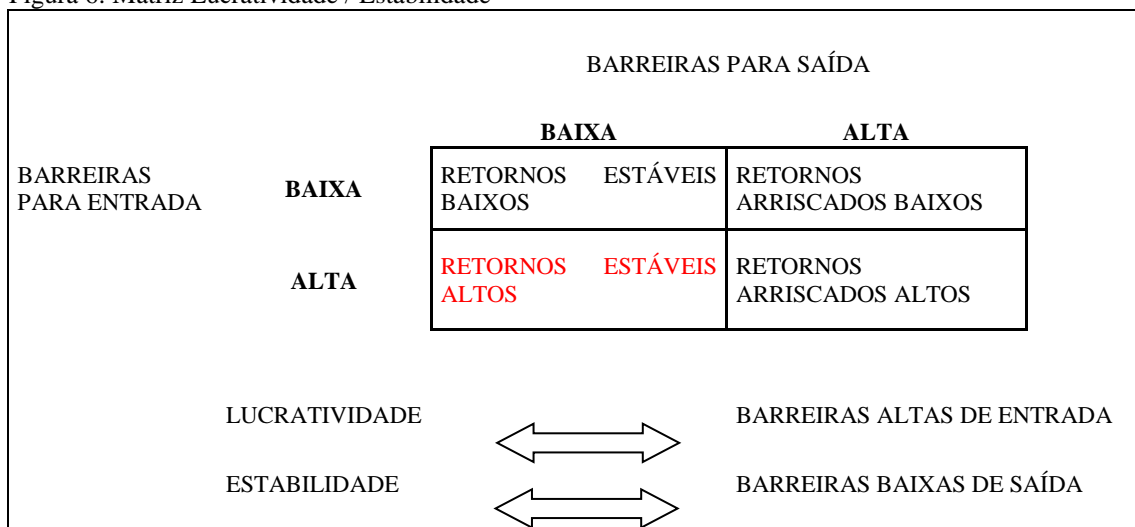 Figura 6: Matriz Lucratividade / Estabilidade
BARREIRAS PARA SAÍDA
BAIXA ALTA
BARREIRAS PARA ENTRADA
BAIXA
RETORNOS ESTÁVEIS BAIXOS
RETORNOS ARRISCADOS BAIXOS
ALTA
RETORNOS ESTÁVEIS ALTOS
RETORNOS ARRISCADOS ALTOS
LUCRATIVIDADE BARREIRAS ALTAS DE ENTRADA
ESTABILIDADE BARREIRAS BAIXAS DE SAÍDA